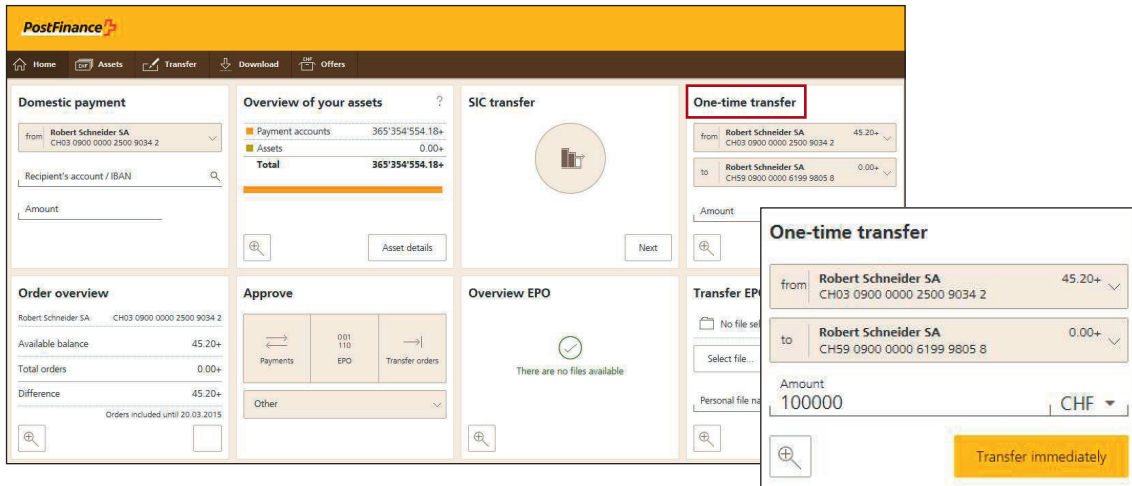 PostFinance
Home Assets Transfer Download Offers
Domestic payment
from Robert Schneider SA
CH03 0900 0000 2500 9034 2
Recipient's account / IBAN
Amount
Overview of your assets ?
Payment accounts 365'354'554.18+
Assets 0.00+
Total 365'354'554.18+
Asset details
SIC transfer
Next
One-time transfer
from Robert Schneider SA 45.20+
CH03 0900 0000 2500 9034 2
to Robert Schneider SA 0.00+
CH59 0900 0000 6199 9805 8
Amount
Order overview
Robert Schneider SA CH03 0900 0000 2500 9034 2
Available balance 45.20+
Total orders 0.00+
Difference 45.20+
Orders included until 20.03.2015
Approve
Payments
001
110
EPO
Transfer orders
Other
Overview EPO
There are no files available
Transfer EPO
No file sel
Select file...
Personal file na
One-time transfer
from Robert Schneider SA 45.20+
CH03 0900 0000 2500 9034 2
to Robert Schneider SA 0.00+
CH59 0900 0000 6199 9805 8
Amount
100000 CHF
Transfer immediately